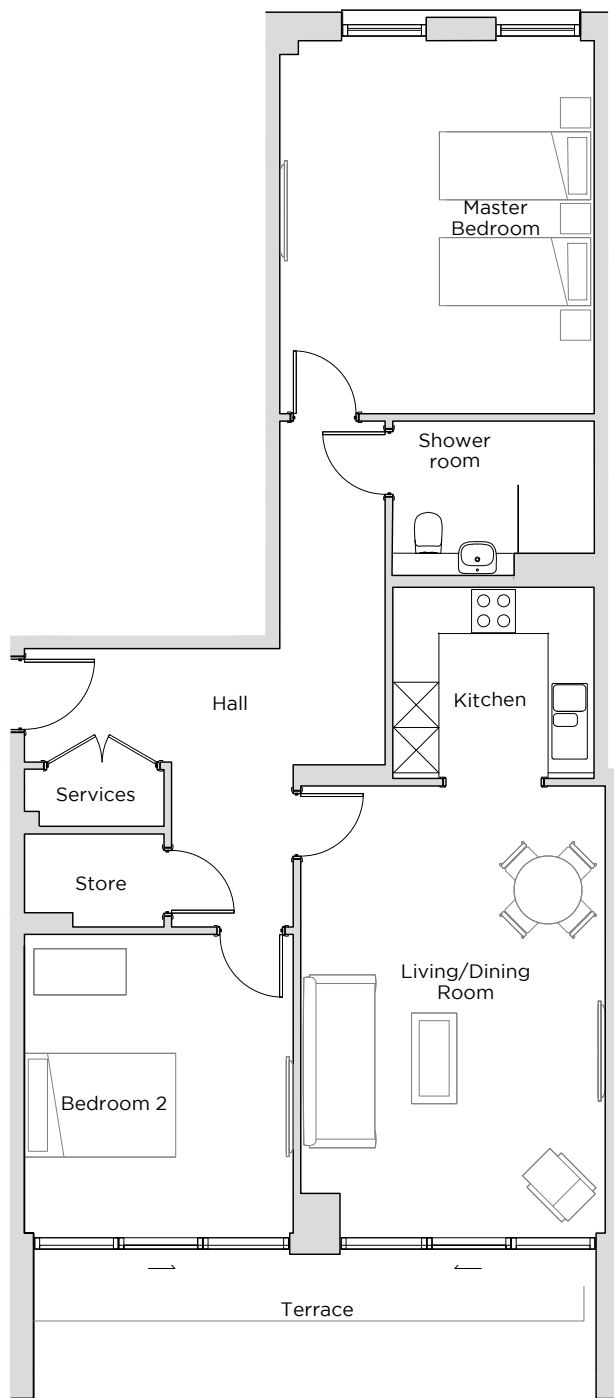 Master
Bedroom
Shower
room
Kitchen
Hall
Services
Store
Living/Dining
Room
Bedroom 2
Terrace